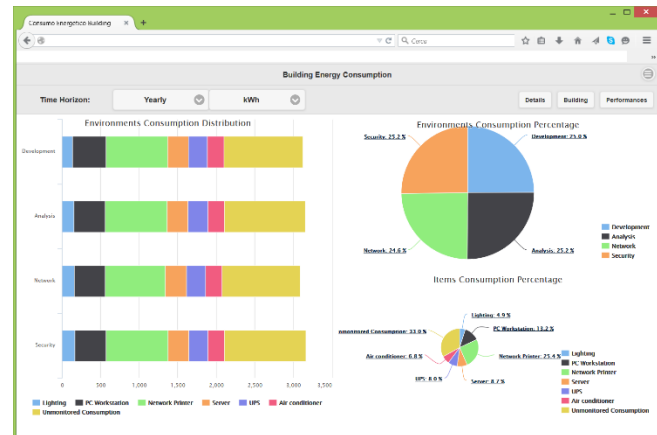 Consumo Energetico Building
Cerca
Building Energy Consumption
Time Horizon:
Yearly
kWh
Details
Building
Performances
Environments Consumption Distribution
Development
Analysis
Network
Security
0
500
1,000
1,500
2,000
2,500
3,000
3,500
Lighting
PC Workstation
Network Printer
Server
UPS
Air conditioner
Unmonitored Consumption
Environments Consumption Percentage
Security: 25.2 %
Development: 25.0 %
Network: 24.6 %
Analysis: 25.2 %
Development
Analysis
Network
Security
Items Consumption Percentage
Lighting: 4.9 %
nmonitored Consumption: 33.0 %
PC Workstation: 13.2 %
Air conditioner: 6.8 %
Network Printer: 25.4 %
UPS: 8.0 %
Server: 8.7 %
Lighting
PC Workstation
Network Printer
Server
UPS
Air conditioner
Unmonitored Consumption